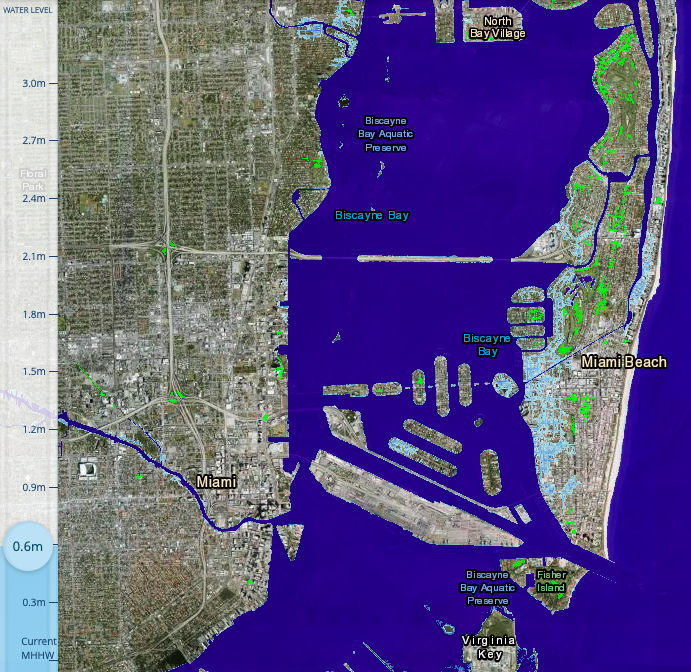 WATER LEVEL
North
Bay Village
3.0m
Biscayne
Bay Aquatic
Preserve
2.7m
Floral
Park
2.4m
Biscayne Bay
2.1m
1.8m
Biscayne
Bay
Miami Beach
1.5m
1.2m
Miami
0.9m
0.6m
Biscayne
Bay Aquatic
Preserve
Fisher
Island
0.3m
Virginia
Key
Current
MHHW